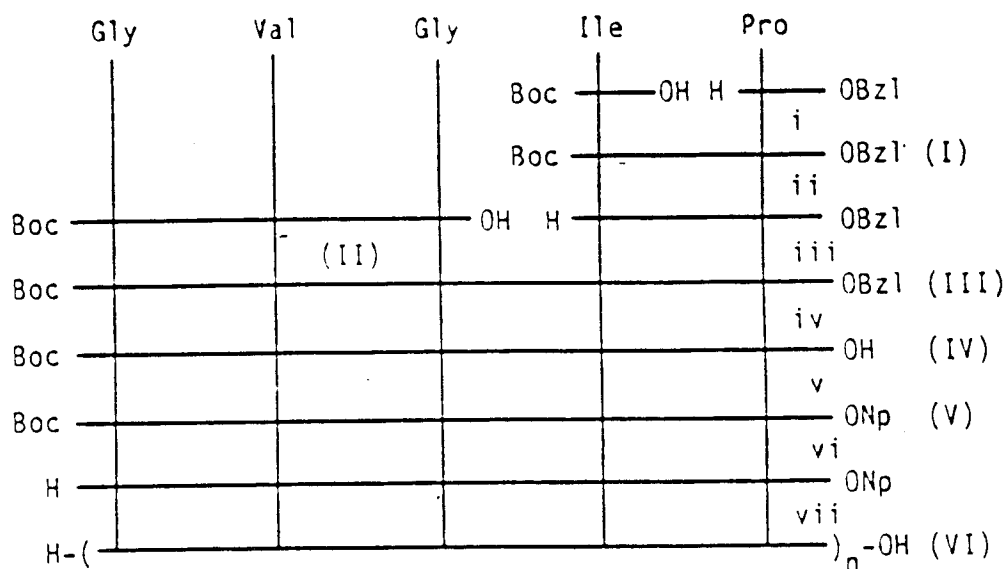 Gly Val Gly Ile Pro
Boc OH H OBzl
i
Boc OBzl (I)
ii
Boc OH H OBzl
(II) iii
Boc OBzl (III)
iv
Boc OH (IV)
v
Boc ONp (V)
vi
H ONp
vii
H-( )n-OH (VI)